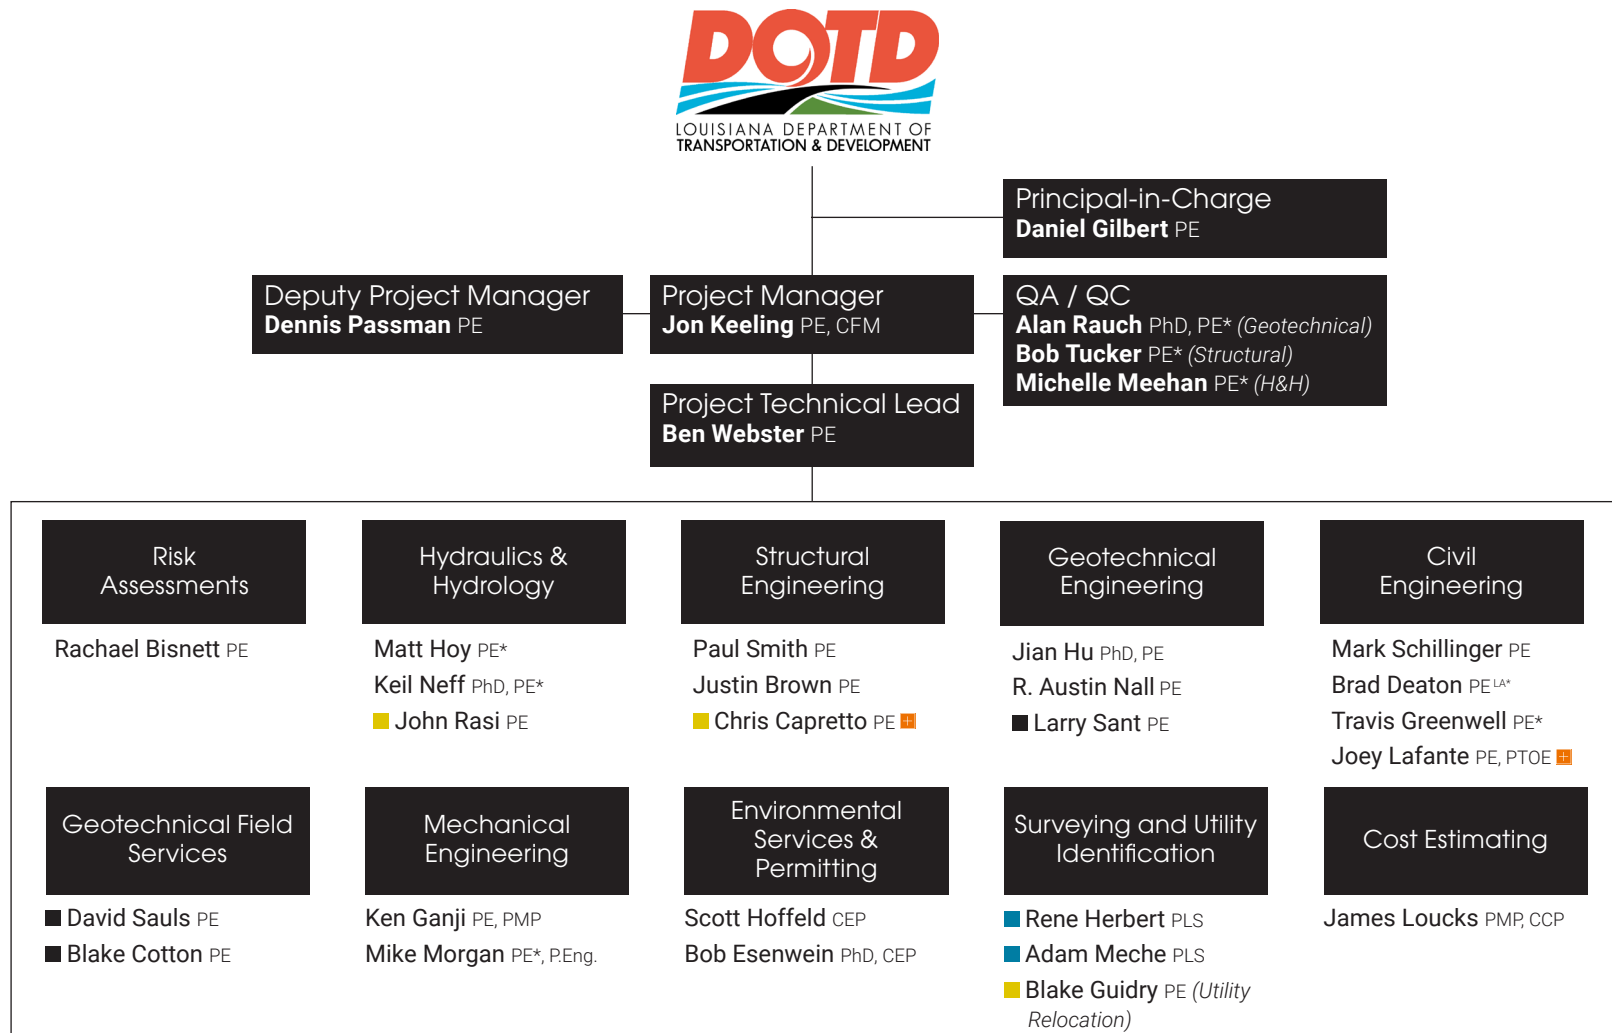 DOTD
LOUISIANA DEPARTMENT OF
TRANSPORTATION & DEVELOPMENT
Principal-in-Charge
Daniel Gilbert PE
Deputy Project Manager
Dennis Passman PE
Project Manager
Jon Keeling PE, CFM
QA / QC
Alan Rauch PhD, PE* (Geotechnical)
Bob Tucker PE* (Structural)
Michelle Meehan PE* (H&H)
Project Technical Lead
Ben Webster PE
Risk
Assessments
Rachael Bisnett PE
Hydraulics &
Hydrology
Matt Hoy PE*
Keil Neff PhD, PE*
John Rasi PE
Structural
Engineering
Paul Smith PE
Justin Brown PE
Chris Capretto PE
Geotechnical
Engineering
Jian Hu PhD, PE
R. Austin Nall PE
Larry Sant PE
Civil
Engineering
Mark Schillinger PE
Brad Deaton PE LA*
Travis Greenwell PE*
Joey Lafante PE, PTOE
Geotechnical Field
Services
David Sauls PE
Blake Cotton PE
Mechanical
Engineering
Ken Ganji PE, PMP
Mike Morgan PE*, P.Eng.
Environmental
Services &
Permitting
Scott Hoffeld CEP
Bob Esenwein PhD, CEP
Surveying and Utility
Identification
Rene Herbert PLS
Adam Meche PLS
Blake Guidry PE (Utility
Relocation)
Cost Estimating
James Loucks PMP, CCP